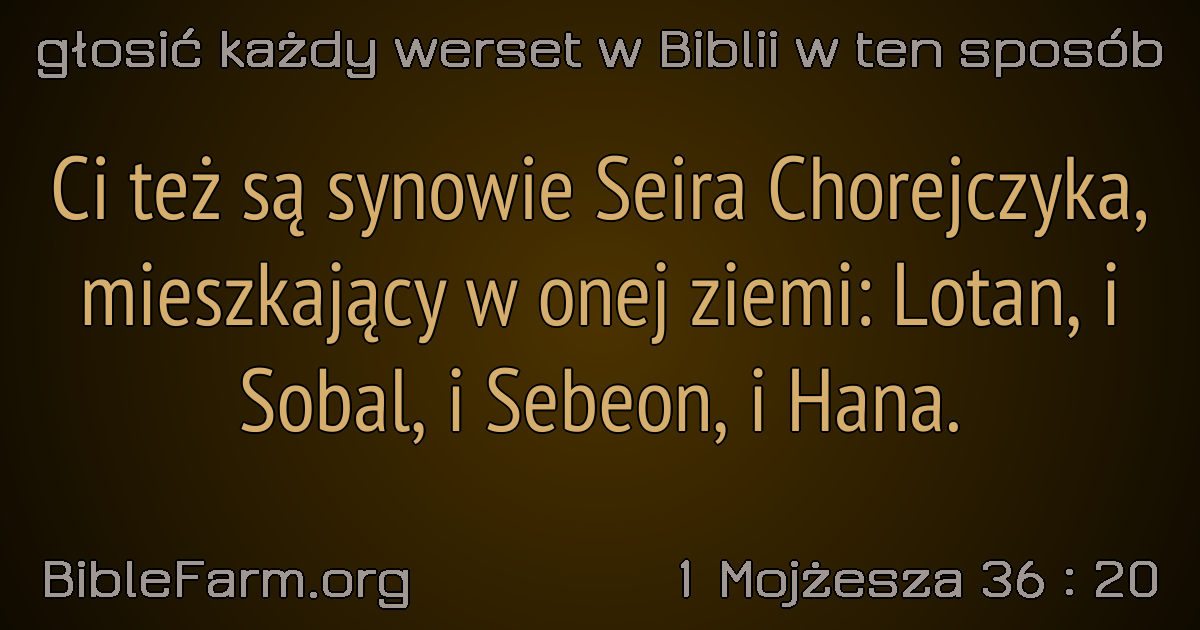 głosić każdy werset w Biblii w ten sposób
Ci też są synowie Seira Chorejczyka,
mieszkający w onej ziemi: Lotan, i
Sobal, i Sebeon, i Hana.
BibleFarm.org
1 Mojżesza 36 : 20